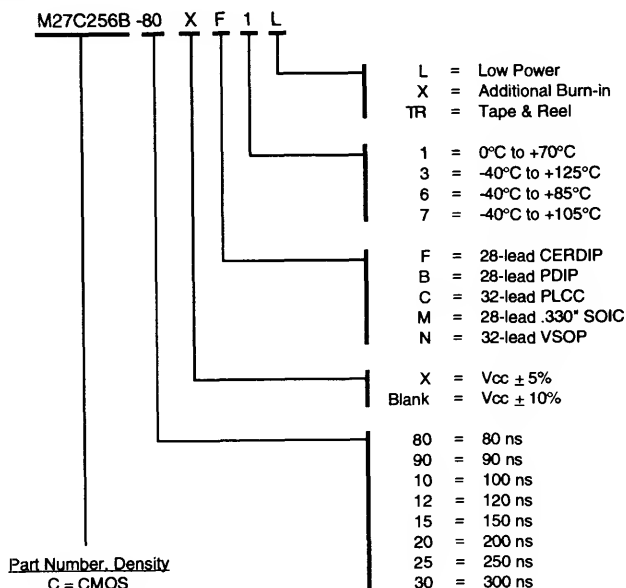 M27C256B -80 X F 1 L
L = Low Power
X = Additional Burn-in
TR = Tape & Reel
1 = 0°C to +70°C
3 = -40°C to +125°C
6 = -40°C to +85°C
7 = -40°C to +105°C
F = 28-lead CERDIP
B = 28-lead PDIP
C = 32-lead PLCC
M = 28-lead .330" SOIC
N = 32-lead VSOP
X = Vcc ± 5%
Blank = Vcc ± 10%
80 = 80 ns
90 = 90 ns
10 = 100 ns
12 = 120 ns
15 = 150 ns
20 = 200 ns
25 = 250 ns
30 = 300 ns
Part Number, Density
C = CMOS